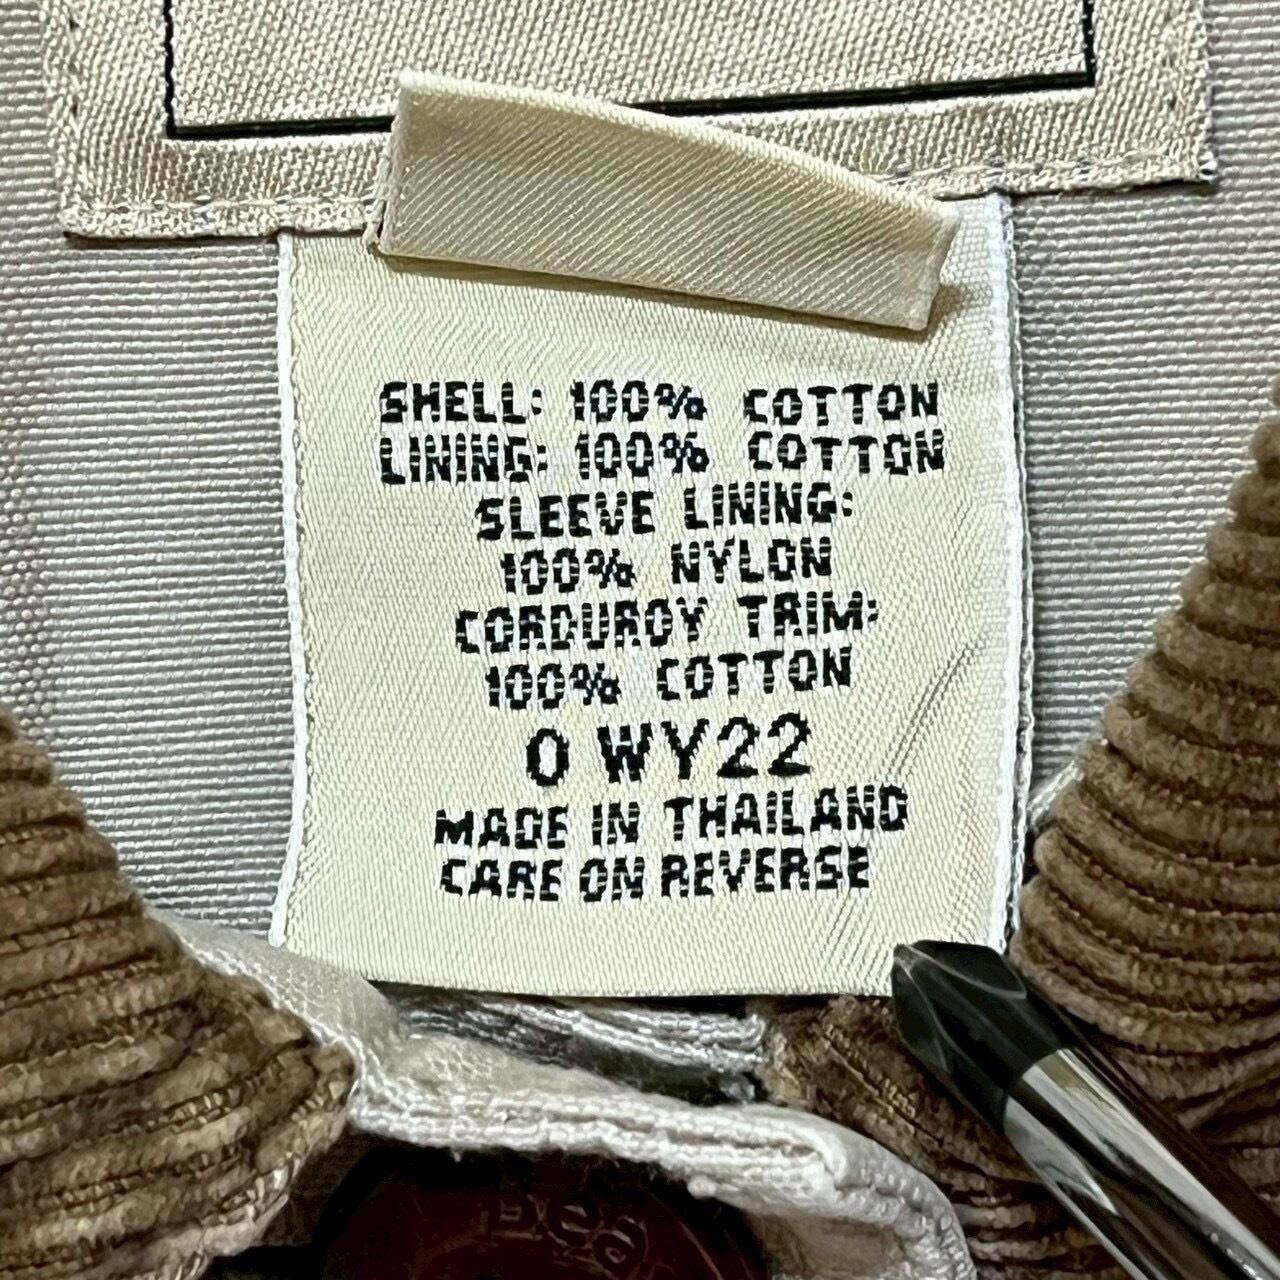 SHELL: 100% COTTON
LINING: 100% COTTON
SLEEVE LINING:
100% NYLON
CORDUROY TRIM:
100% COTTON
0 WY22
MADE IN THAILAND
CARE ON REVERSE
Bea